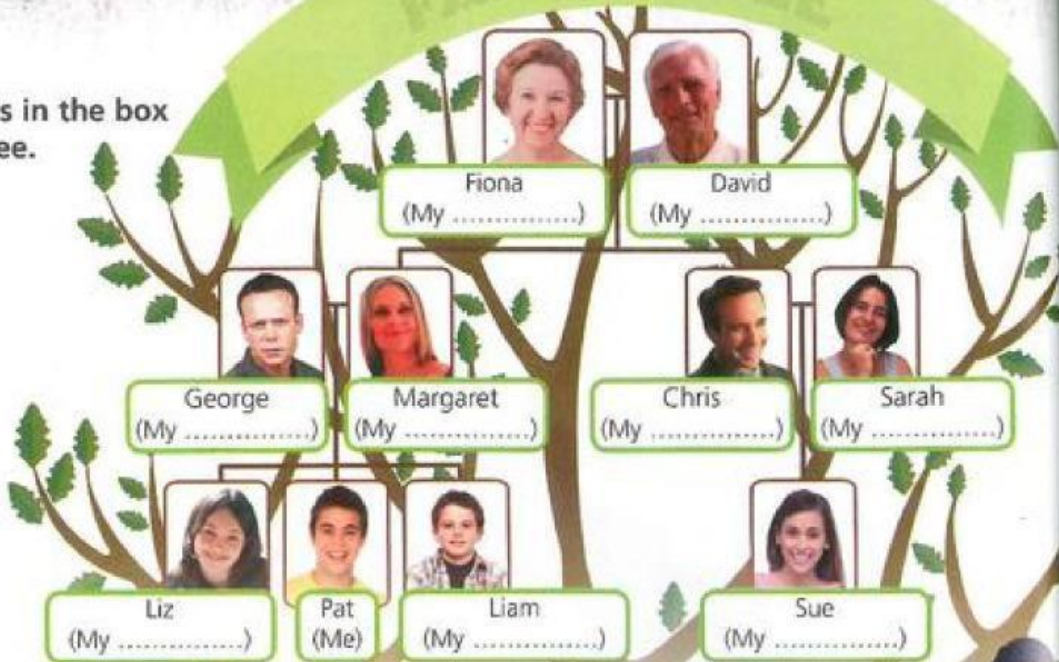 s in the box
ee.
Fiona
(My ..............)
David
(My ..............)
George
(My ..............)
Margaret
(My ..............)
Chris
(My ..............)
Sarah
(My ..............)
Liz
(My ..............)
Pat
(Me)
Liam
(My ..............)
Sue
(My ..............)